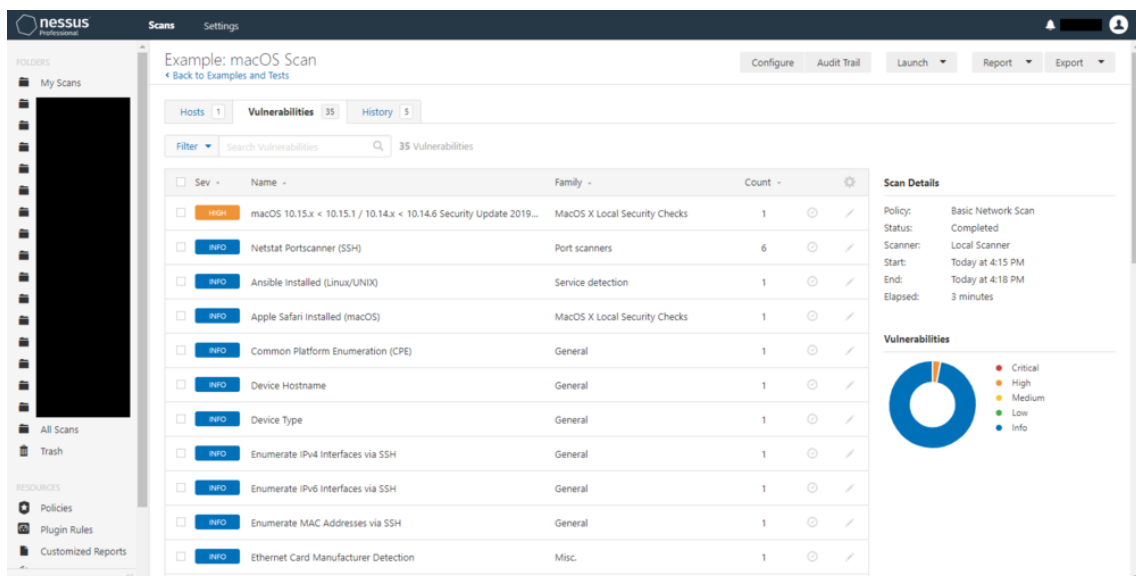 nessus
Professional
Scans Settings
FOLDERS
My Scans
All Scans
Trash
RESOURCES
Policies
Plugin Rules
Customized Reports
Example: macOS Scan
Back to Examples and Tests
Configure Audit Trail Launch Report Export
Hosts 1 Vulnerabilities 35 History 5
Filter Search Vulnerabilities 35 Vulnerabilities
Sev Name Family Count
HIGH macOS 10.15.x < 10.15.1 / 10.14.x < 10.14.6 Security Update 2019... MacOS X Local Security Checks 1
INFO Netstat Portscanner (SSH) Port scanners 6
INFO Ansible Installed (Linux/UNIX) Service detection 1
INFO Apple Safari Installed (macOS) MacOS X Local Security Checks 1
INFO Common Platform Enumeration (CPE) General 1
INFO Device Hostname General 1
INFO Device Type General 1
INFO Enumerate IPv4 Interfaces via SSH General 1
INFO Enumerate IPv6 Interfaces via SSH General 1
INFO Enumerate MAC Addresses via SSH General 1
INFO Ethernet Card Manufacturer Detection Misc. 1
Scan Details
Policy: Basic Network Scan
Status: Completed
Scanner: Local Scanner
Start: Today at 4:15 PM
End: Today at 4:18 PM
Elapsed: 3 minutes
Vulnerabilities
Critical
High
Medium
Low
Info